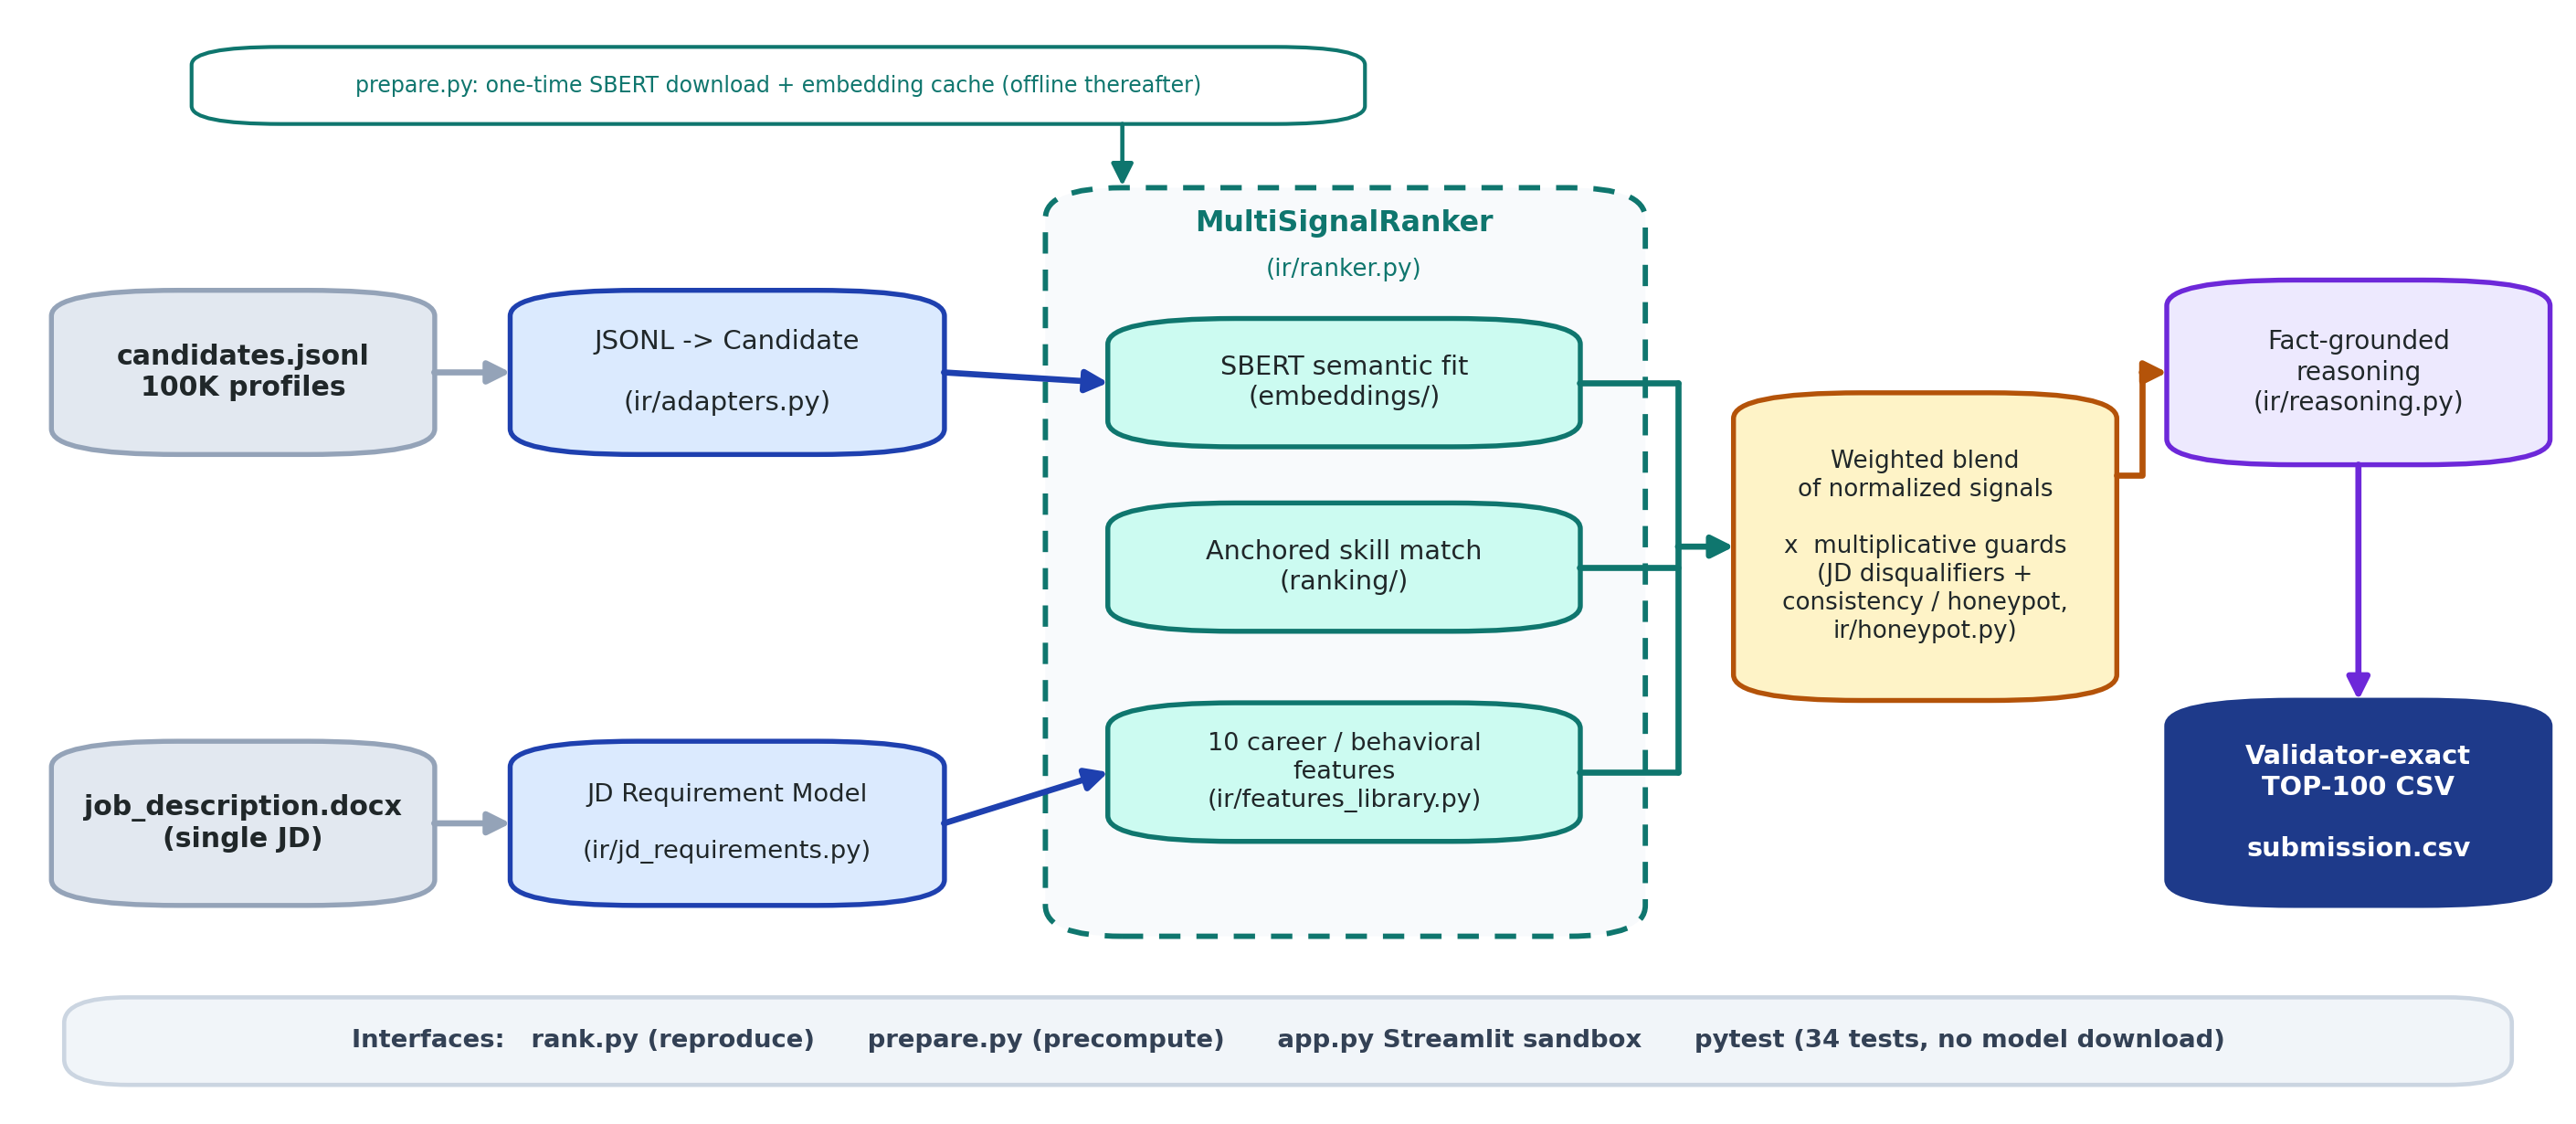 prepare.py: one-time SBERT download + embedding cache (offline thereafter)
candidates.jsonl
100K profiles
JSONL -> Candidate
(ir/adapters.py)
job_description.docx
(single JD)
JD Requirement Model
(ir/jd_requirements.py)
MultiSignalRanker
(ir/ranker.py)
SBERT semantic fit
(embeddings/)
Anchored skill match
(ranking/)
10 career / behavioral
features
(ir/features_library.py)
Weighted blend
of normalized signals
x  multiplicative guards
(JD disqualifiers +
consistency / honeypot,
ir/honeypot.py)
Fact-grounded
reasoning
(ir/reasoning.py)
Validator-exact
TOP-100 CSV
submission.csv
Interfaces:   rank.py (reproduce)      prepare.py (precompute)      app.py Streamlit sandbox      pytest (34 tests, no model download)